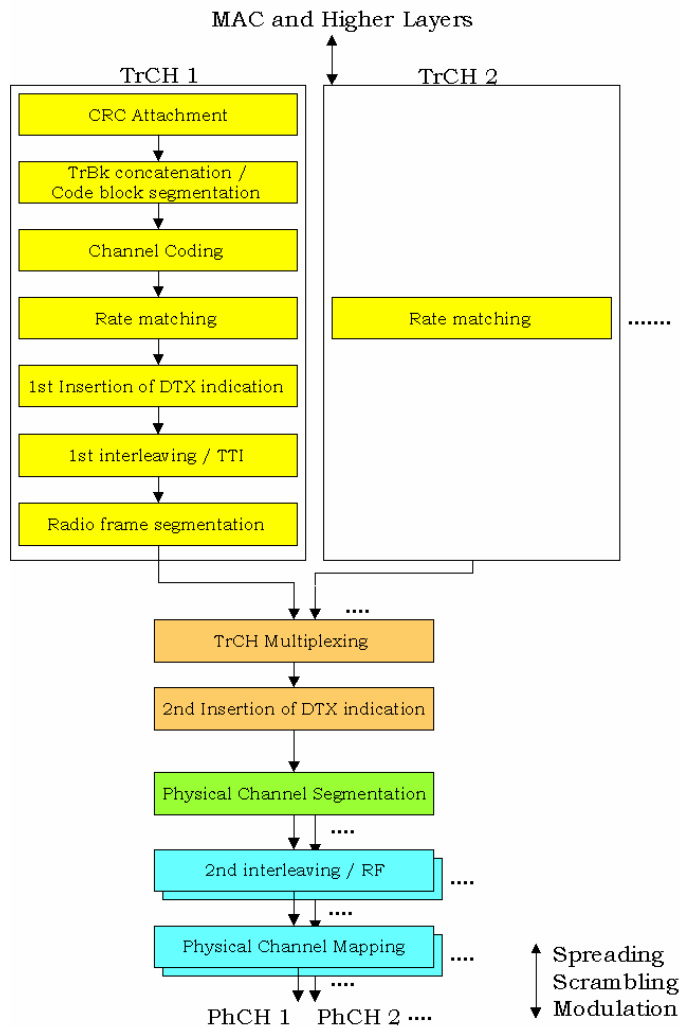 MAC and Higher Layers
TrCH 1
TrCH 2
CRC Attachment
TrBk concatenation /
Code block segmentation
Channel Coding
Rate matching
Rate matching
.......
1st Insertion of DTX indication
1st interleaving / TTI
Radio frame segmentation
....
TrCH Multiplexing
2nd Insertion of DTX indication
Physical Channel Segmentation
....
2nd interleaving / RF
....
....
Physical Channel Mapping
....
....
PhCH 1
PhCH 2 ....
Spreading
Scrambling
Modulation